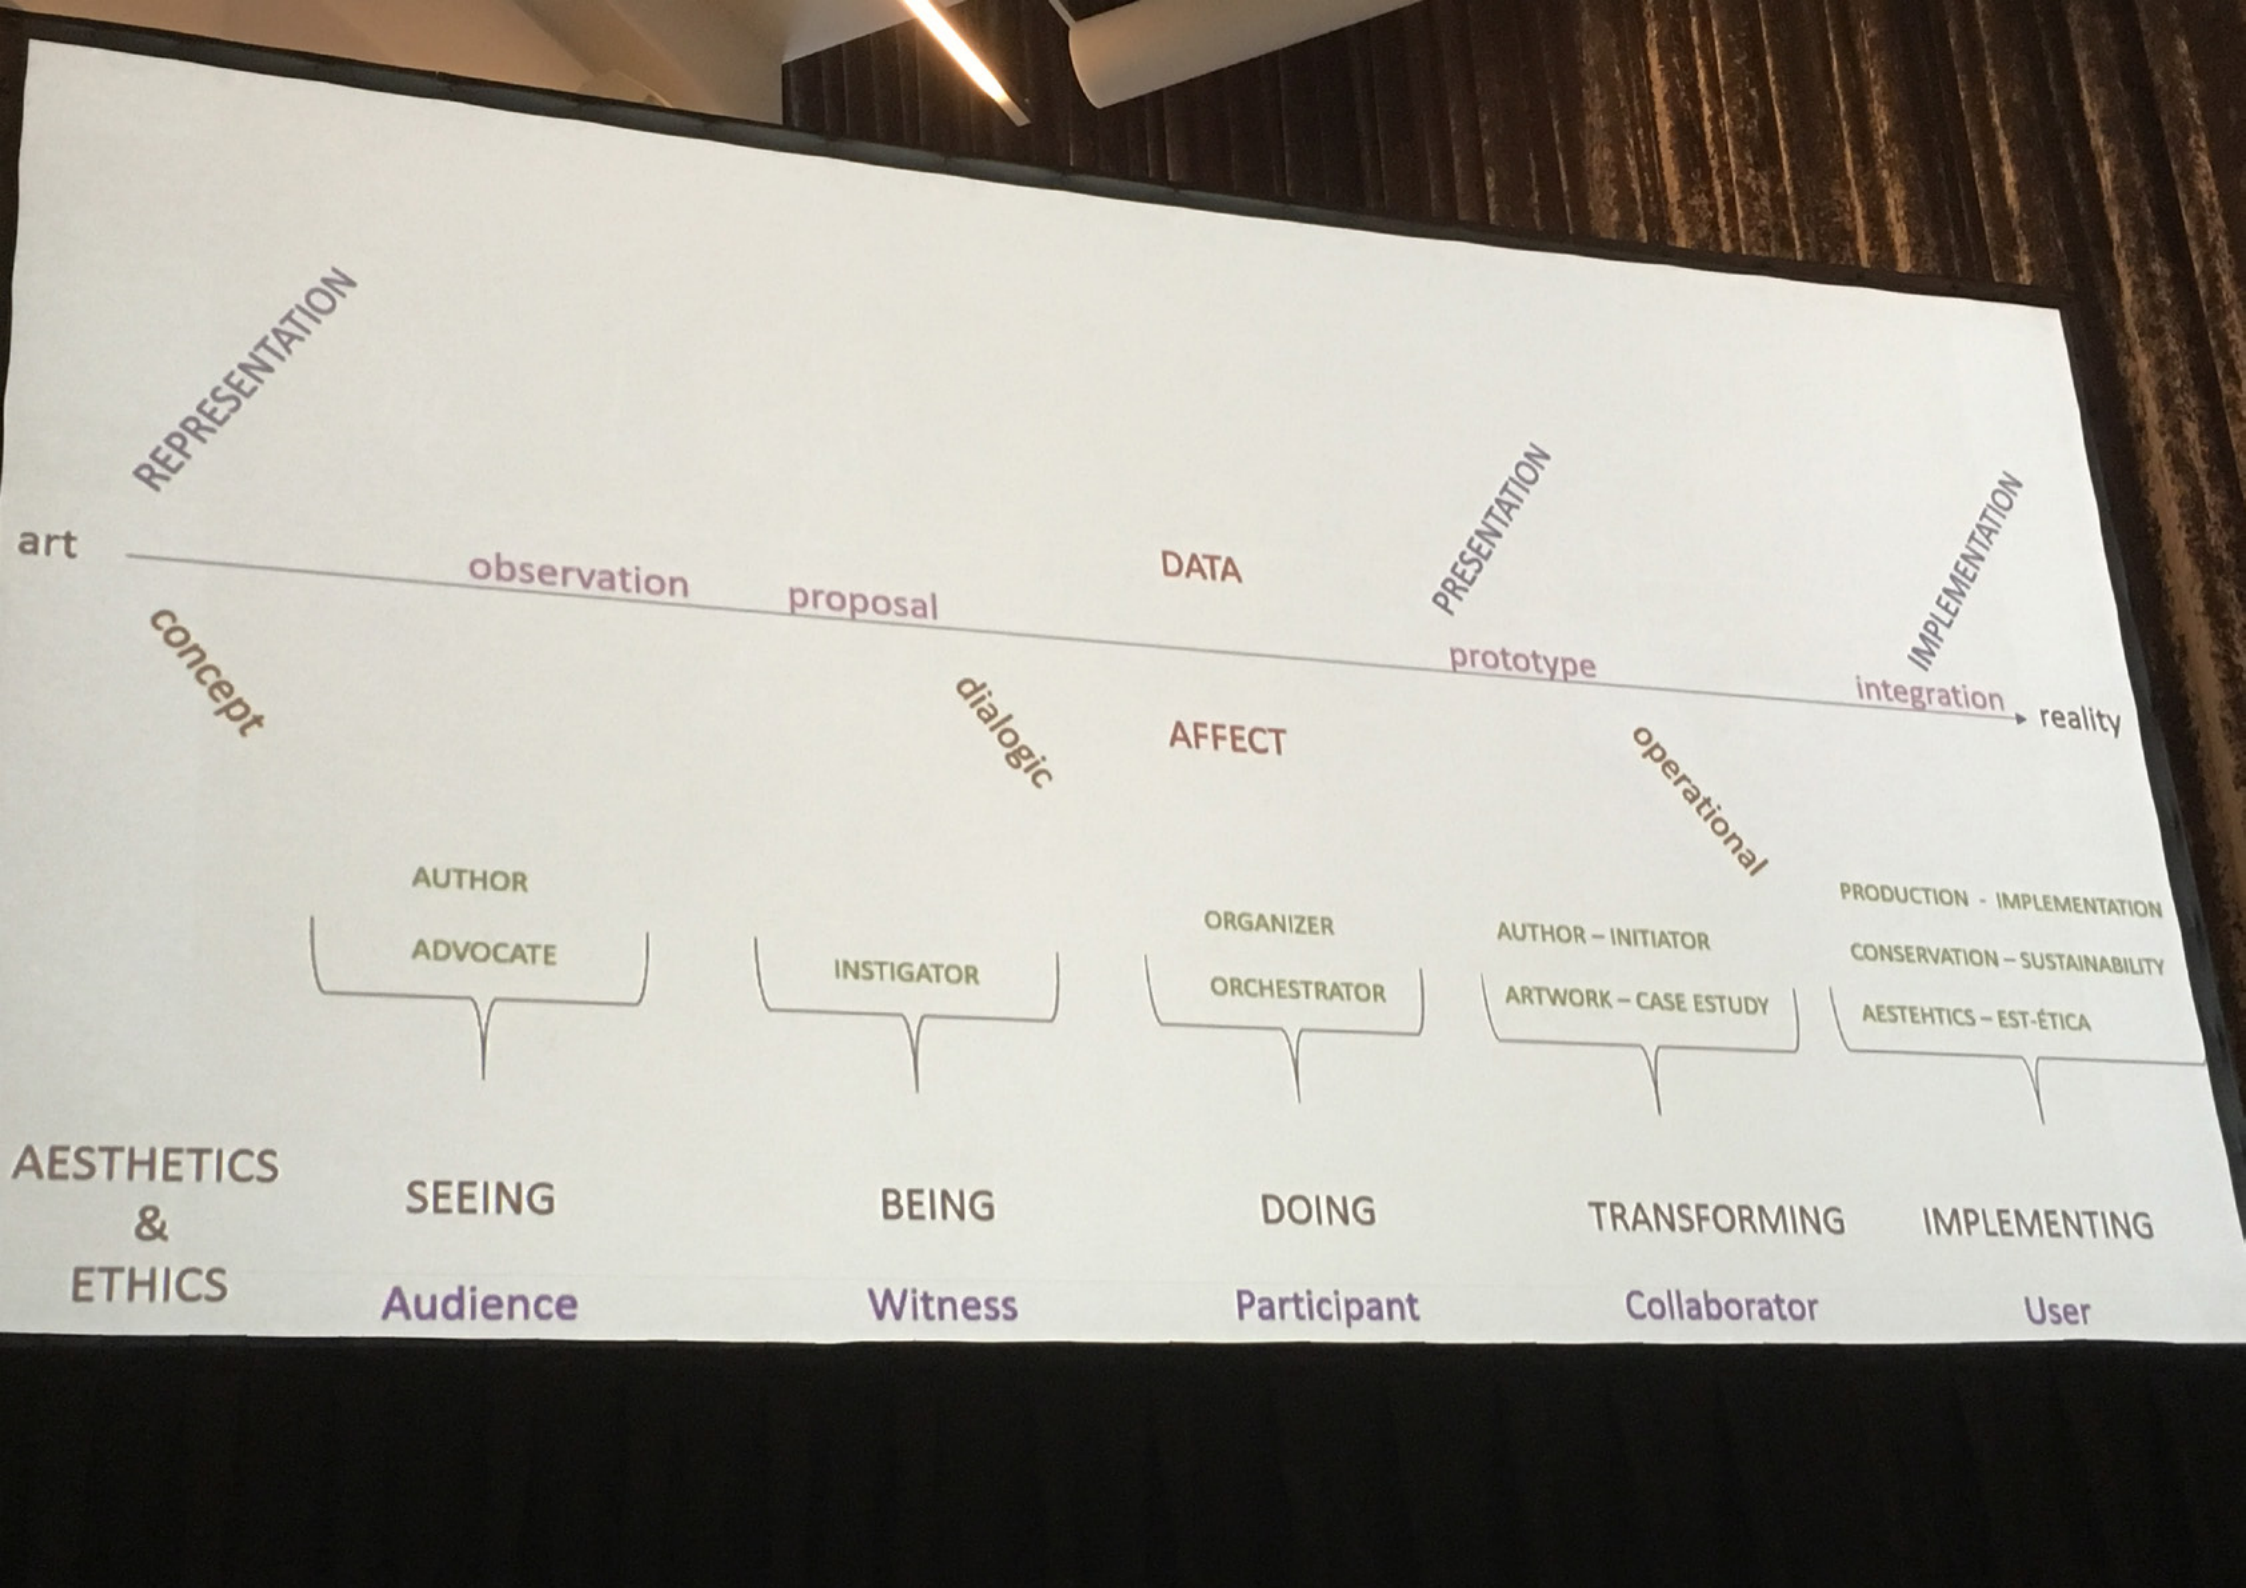 REPRESENTATION
PRESENTATION
IMPLEMENTATION
art
observation
proposal
DATA
prototype
integration
reality
concept
dialogic
AFFECT
operational
AUTHOR
ADVOCATE
INSTIGATOR
ORGANIZER
ORCHESTRATOR
AUTHOR – INITIATOR
ARTWORK – CASE ESTUDY
PRODUCTION - IMPLEMENTATION
CONSERVATION – SUSTAINABILITY
AESTEHTICS – EST-ÉTICA
AESTHETICS
&
ETHICS
SEEING
BEING
DOING
TRANSFORMING
IMPLEMENTING
Audience
Witness
Participant
Collaborator
User